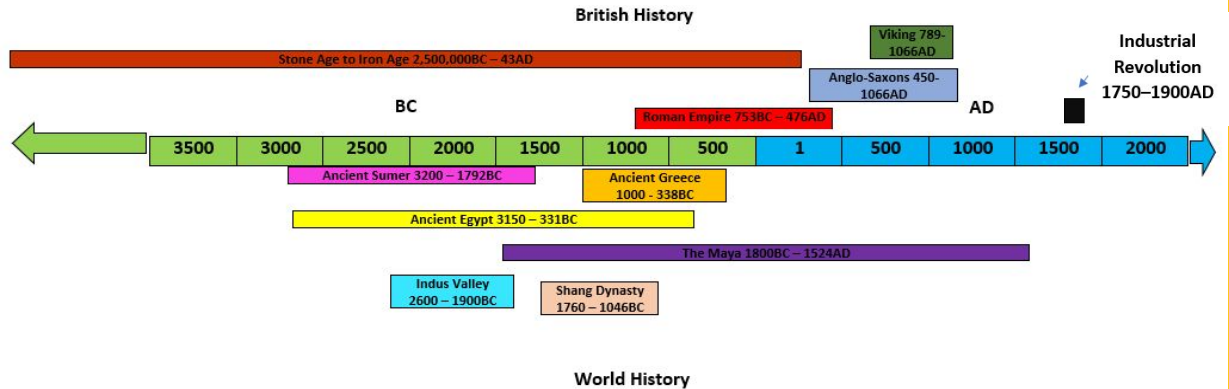 British History
Viking 789-
1066AD
Industrial
Revolution
1750–1900AD
Stone Age to Iron Age 2,500,000BC – 43AD
Anglo-Saxons 450-
1066AD
BC
AD
Roman Empire 753BC – 476AD
3500 3000 2500 2000 1500 1000 500 1 500 1000 1500 2000
Ancient Sumer 3200 – 1792BC
Ancient Greece
1000 - 338BC
Ancient Egypt 3150 – 331BC
The Maya 1800BC – 1524AD
Indus Valley
2600 – 1900BC
Shang Dynasty
1760 – 1046BC
World History